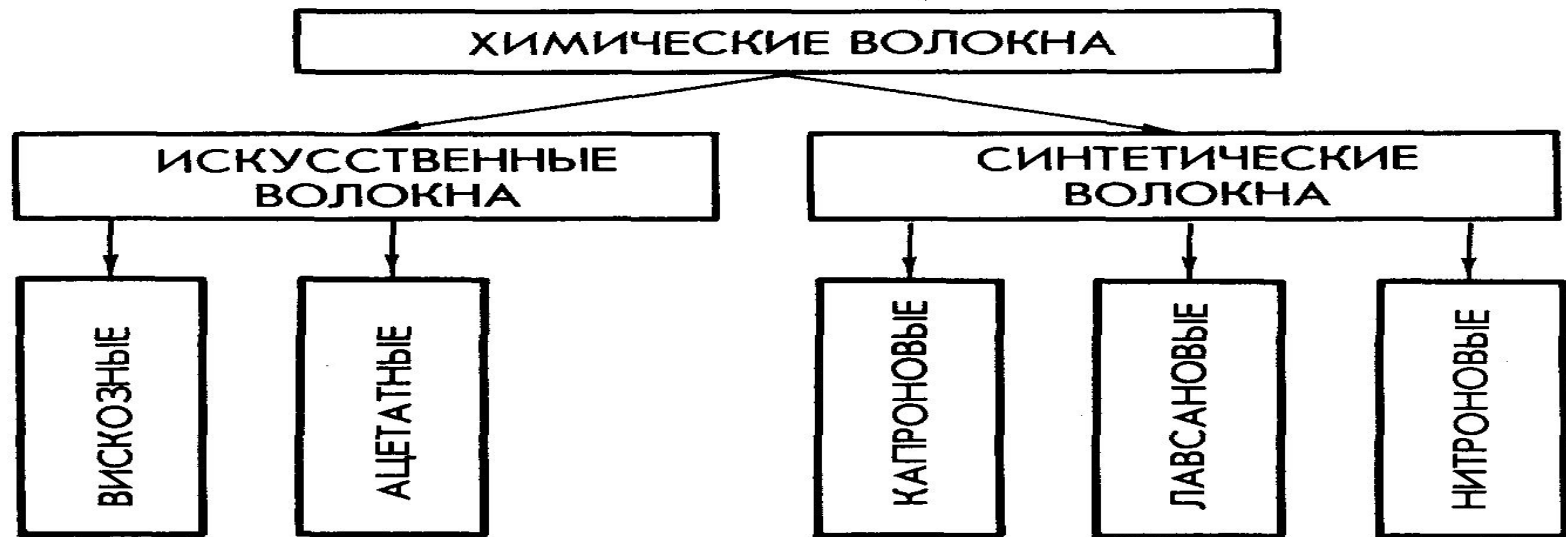 ХИМИЧЕСКИЕ ВОЛОКНА
ИСКУССТВЕННЫЕ
ВОЛОКНА
СИНТЕТИЧЕСКИЕ
ВОЛОКНА
ВИСКОЗНЫЕ
АЦЕТАТНЫЕ
КАПРОНОВЫЕ
ЛАВСАНОВЫЕ
НИТРОНОВЫЕ